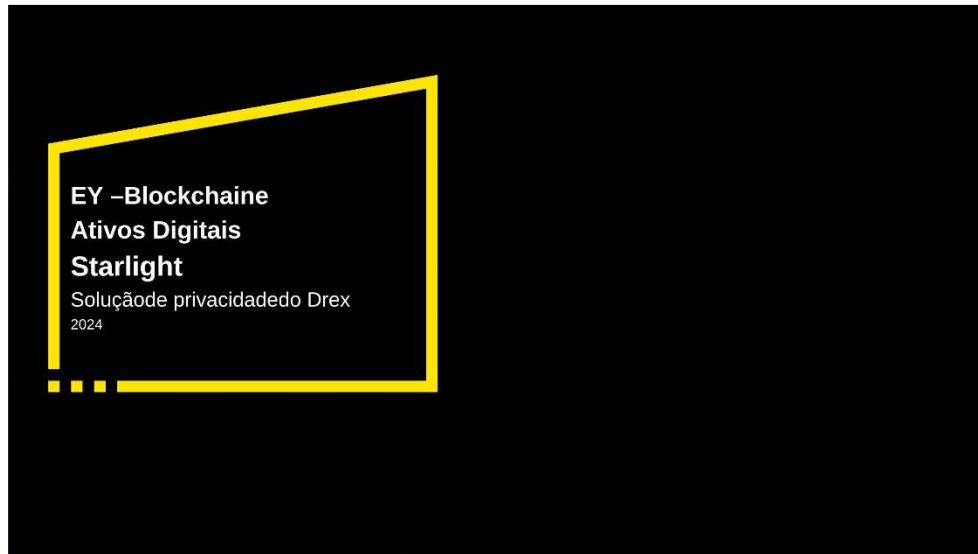 EY –Blockchaine
Ativos Digitais
Starlight
Soluçãode privacidadedo Drex
2024